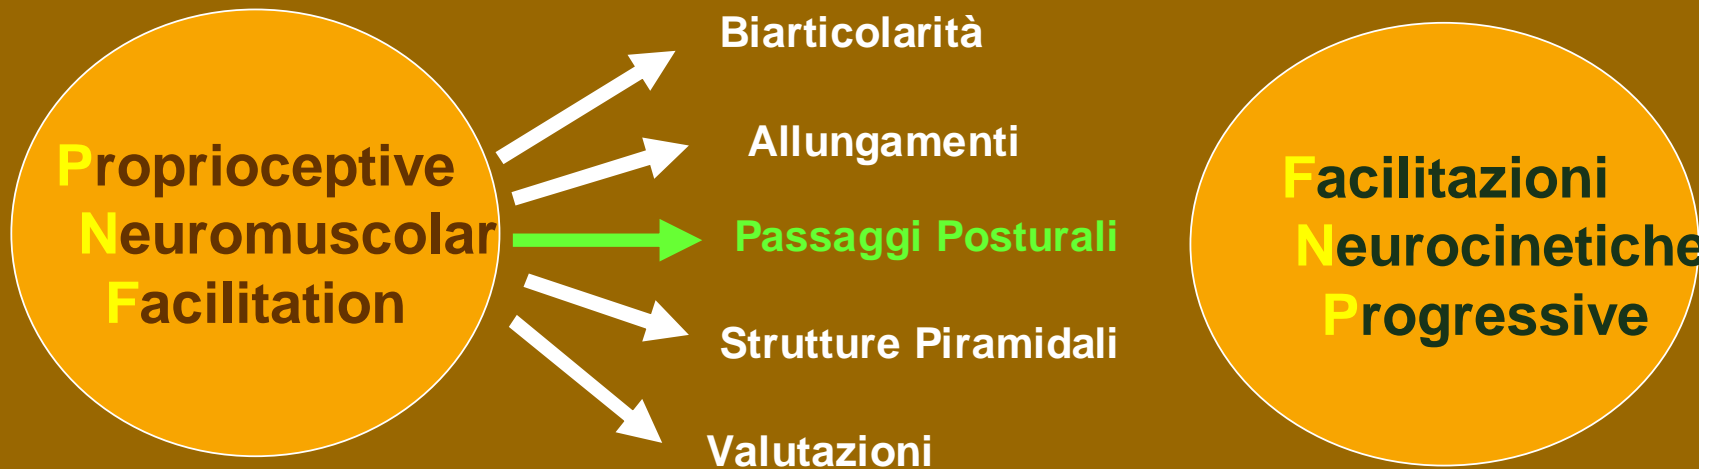 Proprioceptive
Neuromuscolar
Facilitation
Biarticolarità
Allungamenti
Passaggi Posturali
Strutture Piramidali
Valutazioni
Facilitazioni
Neurocinetiche
Progressive